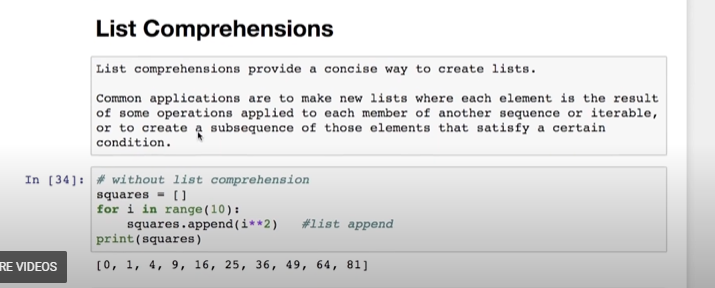 List Comprehensions
List comprehensions provide a concise way to create lists.
Common applications are to make new lists where each element is the result
of some operations applied to each member of another sequence or iterable,
or to create a subsequence of those elements that satisfy a certain
condition.
In [34]: # without list comprehension
squares = []
for i in range(10):
    squares.append(i**2)   #list append
print(squares)
[0, 1, 4, 9, 16, 25, 36, 49, 64, 81]
RE VIDEOS